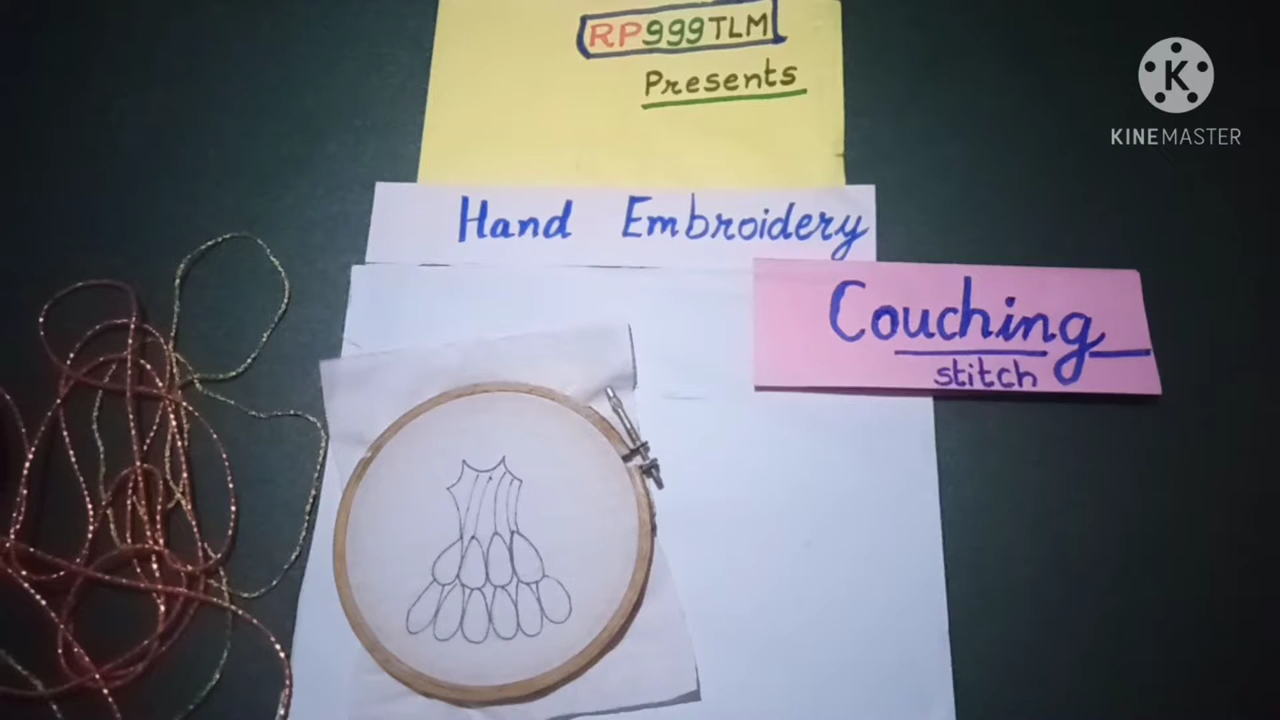 RP999TLM
Presents
Hand Embroidery
Couching
stitch
K
KINEMASTER